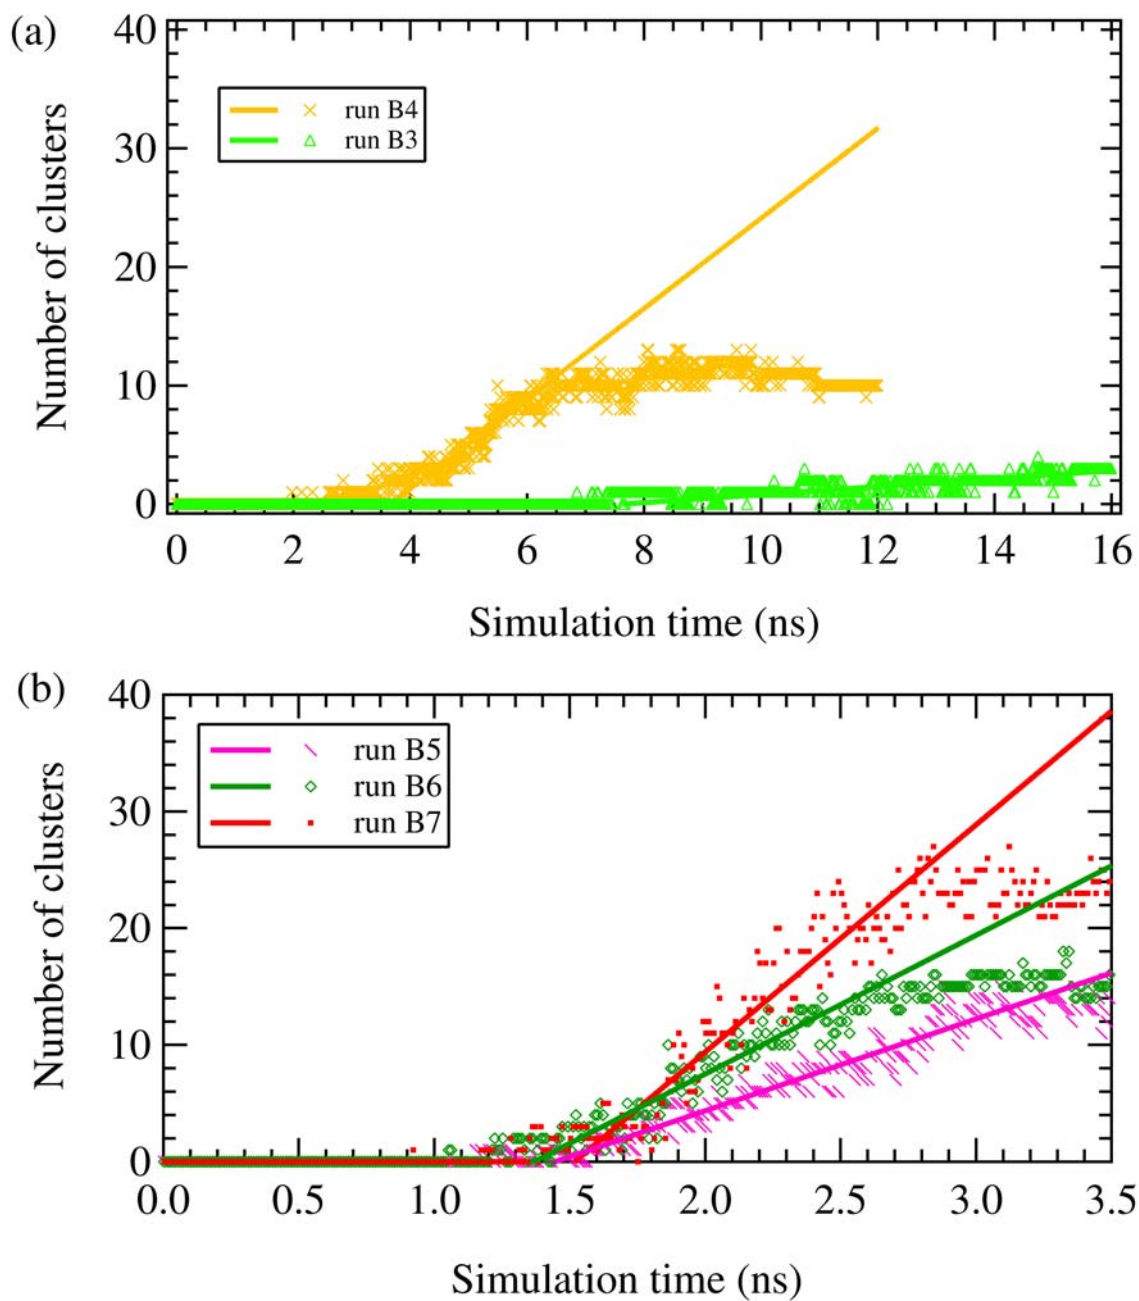 (a)
40
30
20
10
0
Number of clusters
run B4
run B3
0 2 4 6 8 10 12 14 16
Simulation time (ns)
(b)
40
30
20
10
0
Number of clusters
run B5
run B6
run B7
0.0 0.5 1.0 1.5 2.0 2.5 3.0 3.5
Simulation time (ns)